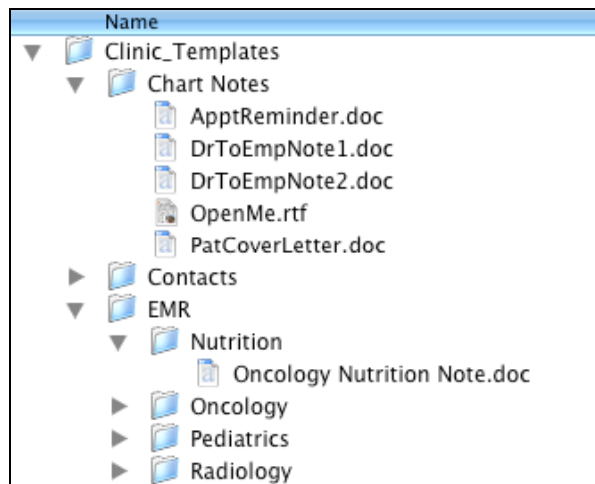 Name
Clinic_Templates
Chart Notes
ApptReminder.doc
DrToEmpNote1.doc
DrToEmpNote2.doc
OpenMe.rtf
PatCoverLetter.doc
Contacts
EMR
Nutrition
Oncology Nutrition Note.doc
Oncology
Pediatrics
Radiology